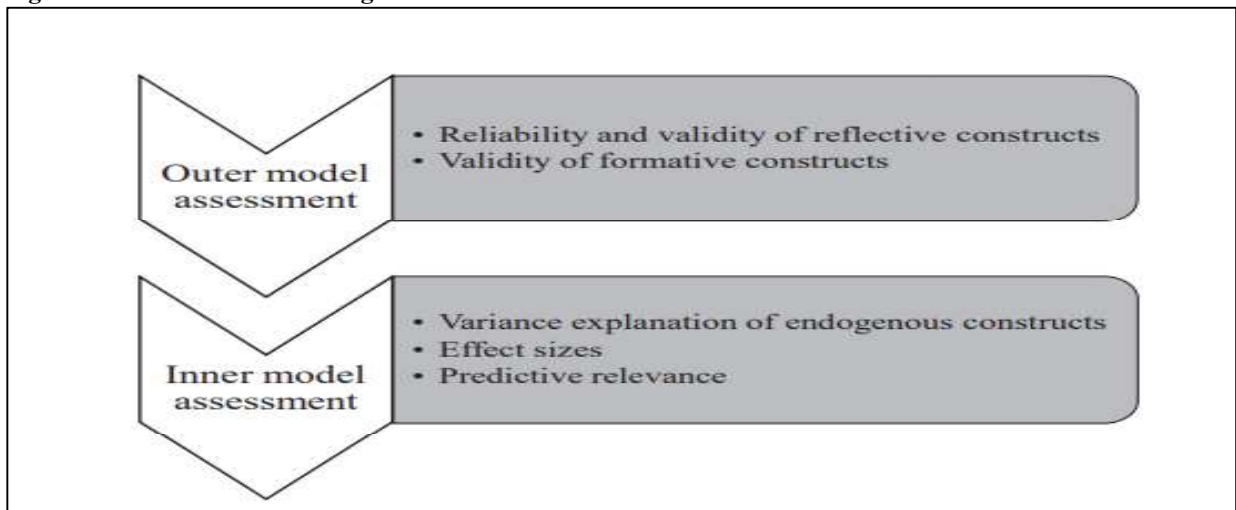 Outer model
assessment
• Reliability and validity of reflective constructs
• Validity of formative constructs
Inner model
assessment
• Variance explanation of endogenous constructs
• Effect sizes
• Predictive relevance